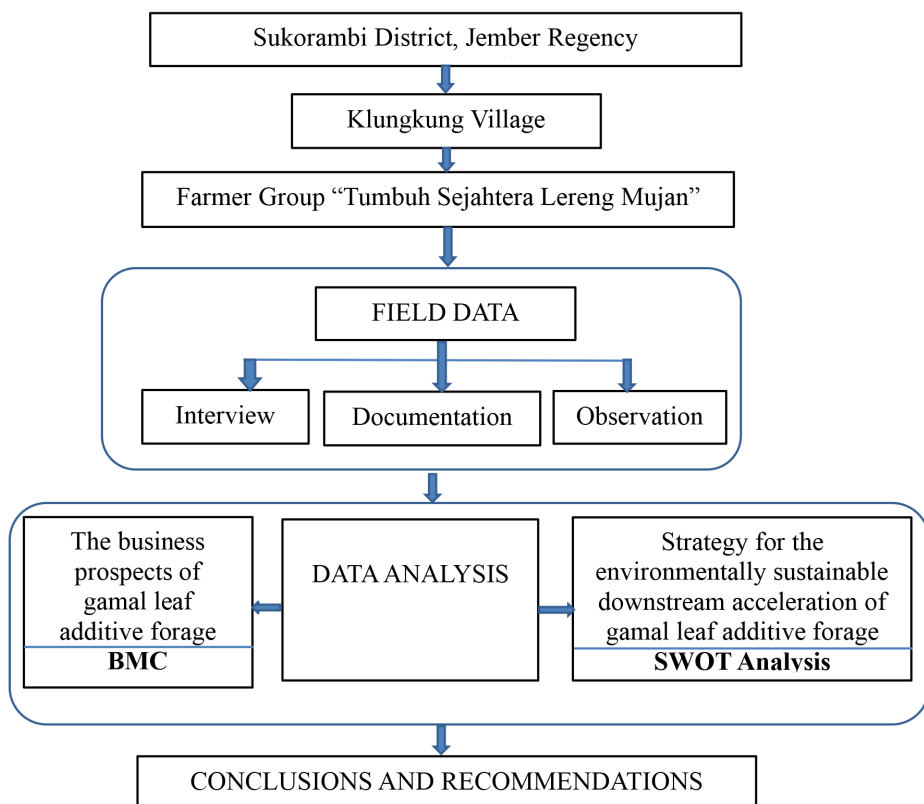 Sukorambi District, Jember Regency
Klungkung Village
Farmer Group “Tumbuh Sejahtera Lereng Mujan”
FIELD DATA
Interview
Documentation
Observation
The business
prospects of
gamal leaf
additive forage
BMC
DATA ANALYSIS
Strategy for the
environmentally sustainable
downstream acceleration of
gamal leaf additive forage
SWOT Analysis
CONCLUSIONS AND RECOMMENDATIONS